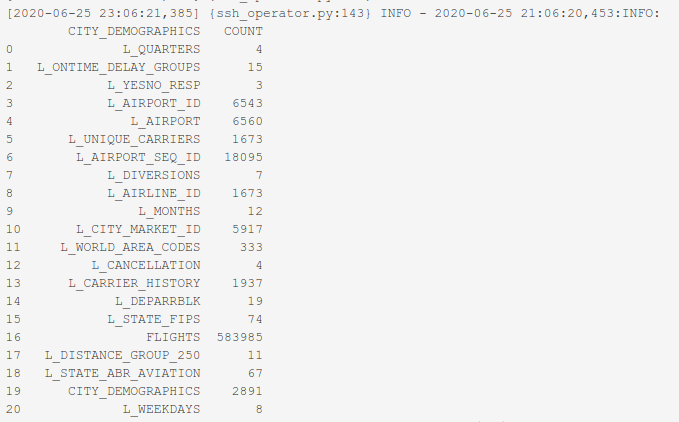 [2020-06-25 23:06:21,385] {ssh_operator.py:143} INFO - 2020-06-25 21:06:20,453:INFO:
CITY_DEMOGRAPHICS COUNT
0 L_QUARTERS 4
1 L_ONTIME_DELAY_GROUPS 15
2 L_YESNO_RESP 3
3 L_AIRPORT_ID 6543
4 L_AIRPORT 6560
5 L_UNIQUE_CARRIERS 1673
6 L_AIRPORT_SEQ_ID 18095
7 L_DIVERSIONS 7
8 L_AIRLINE_ID 1673
9 L_MONTHS 12
10 L_CITY_MARKET_ID 5917
11 L_WORLD_AREA_CODES 333
12 L_CANCELLATION 4
13 L_CARRIER_HISTORY 1937
14 L_DEPARRBLK 19
15 L_STATE_FIPS 74
16 FLIGHTS 583985
17 L_DISTANCE_GROUP_250 11
18 L_STATE_ABR_AVIATION 67
19 CITY_DEMOGRAPHICS 2891
20 L_WEEKDAYS 8